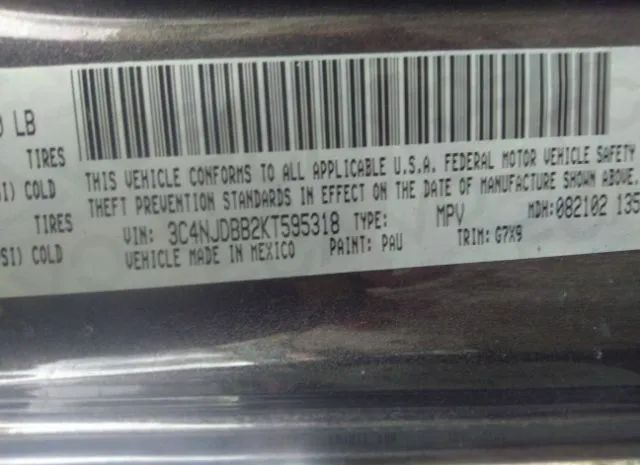 LB
TIRES
COLD
TIRES
SI) COLD
THIS VEHICLE CONFORMS TO ALL APPLICABLE U.S.A. FEDERAL MOTOR VEHICLE SAFETY
THEFT PREVENTION STANDARDS IN EFFECT ON THE DATE OF MANUFACTURE SHOWN ABOVE.
VIN: 3C4NJDBB2KT595318 TYPE: MPV MDH: 082102 135
VEHICLE MADE IN MEXICO PAINT: PAU TRIM: G7X9